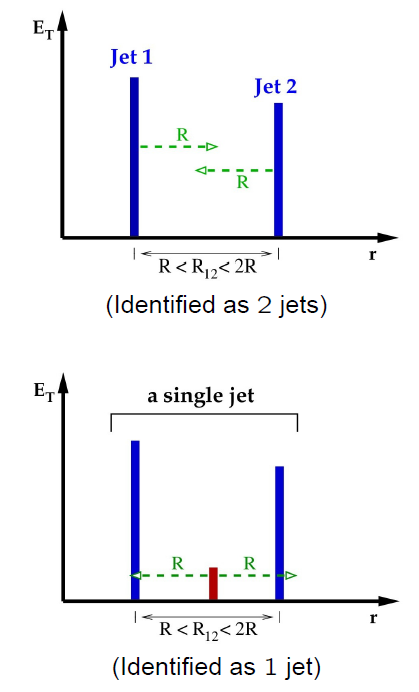 E_T
Jet 1
Jet 2
R
R
R < R_12 < 2R
r
(Identified as 2 jets)
E_T
a single jet
R R
R < R_12 < 2R
r
(Identified as 1 jet)